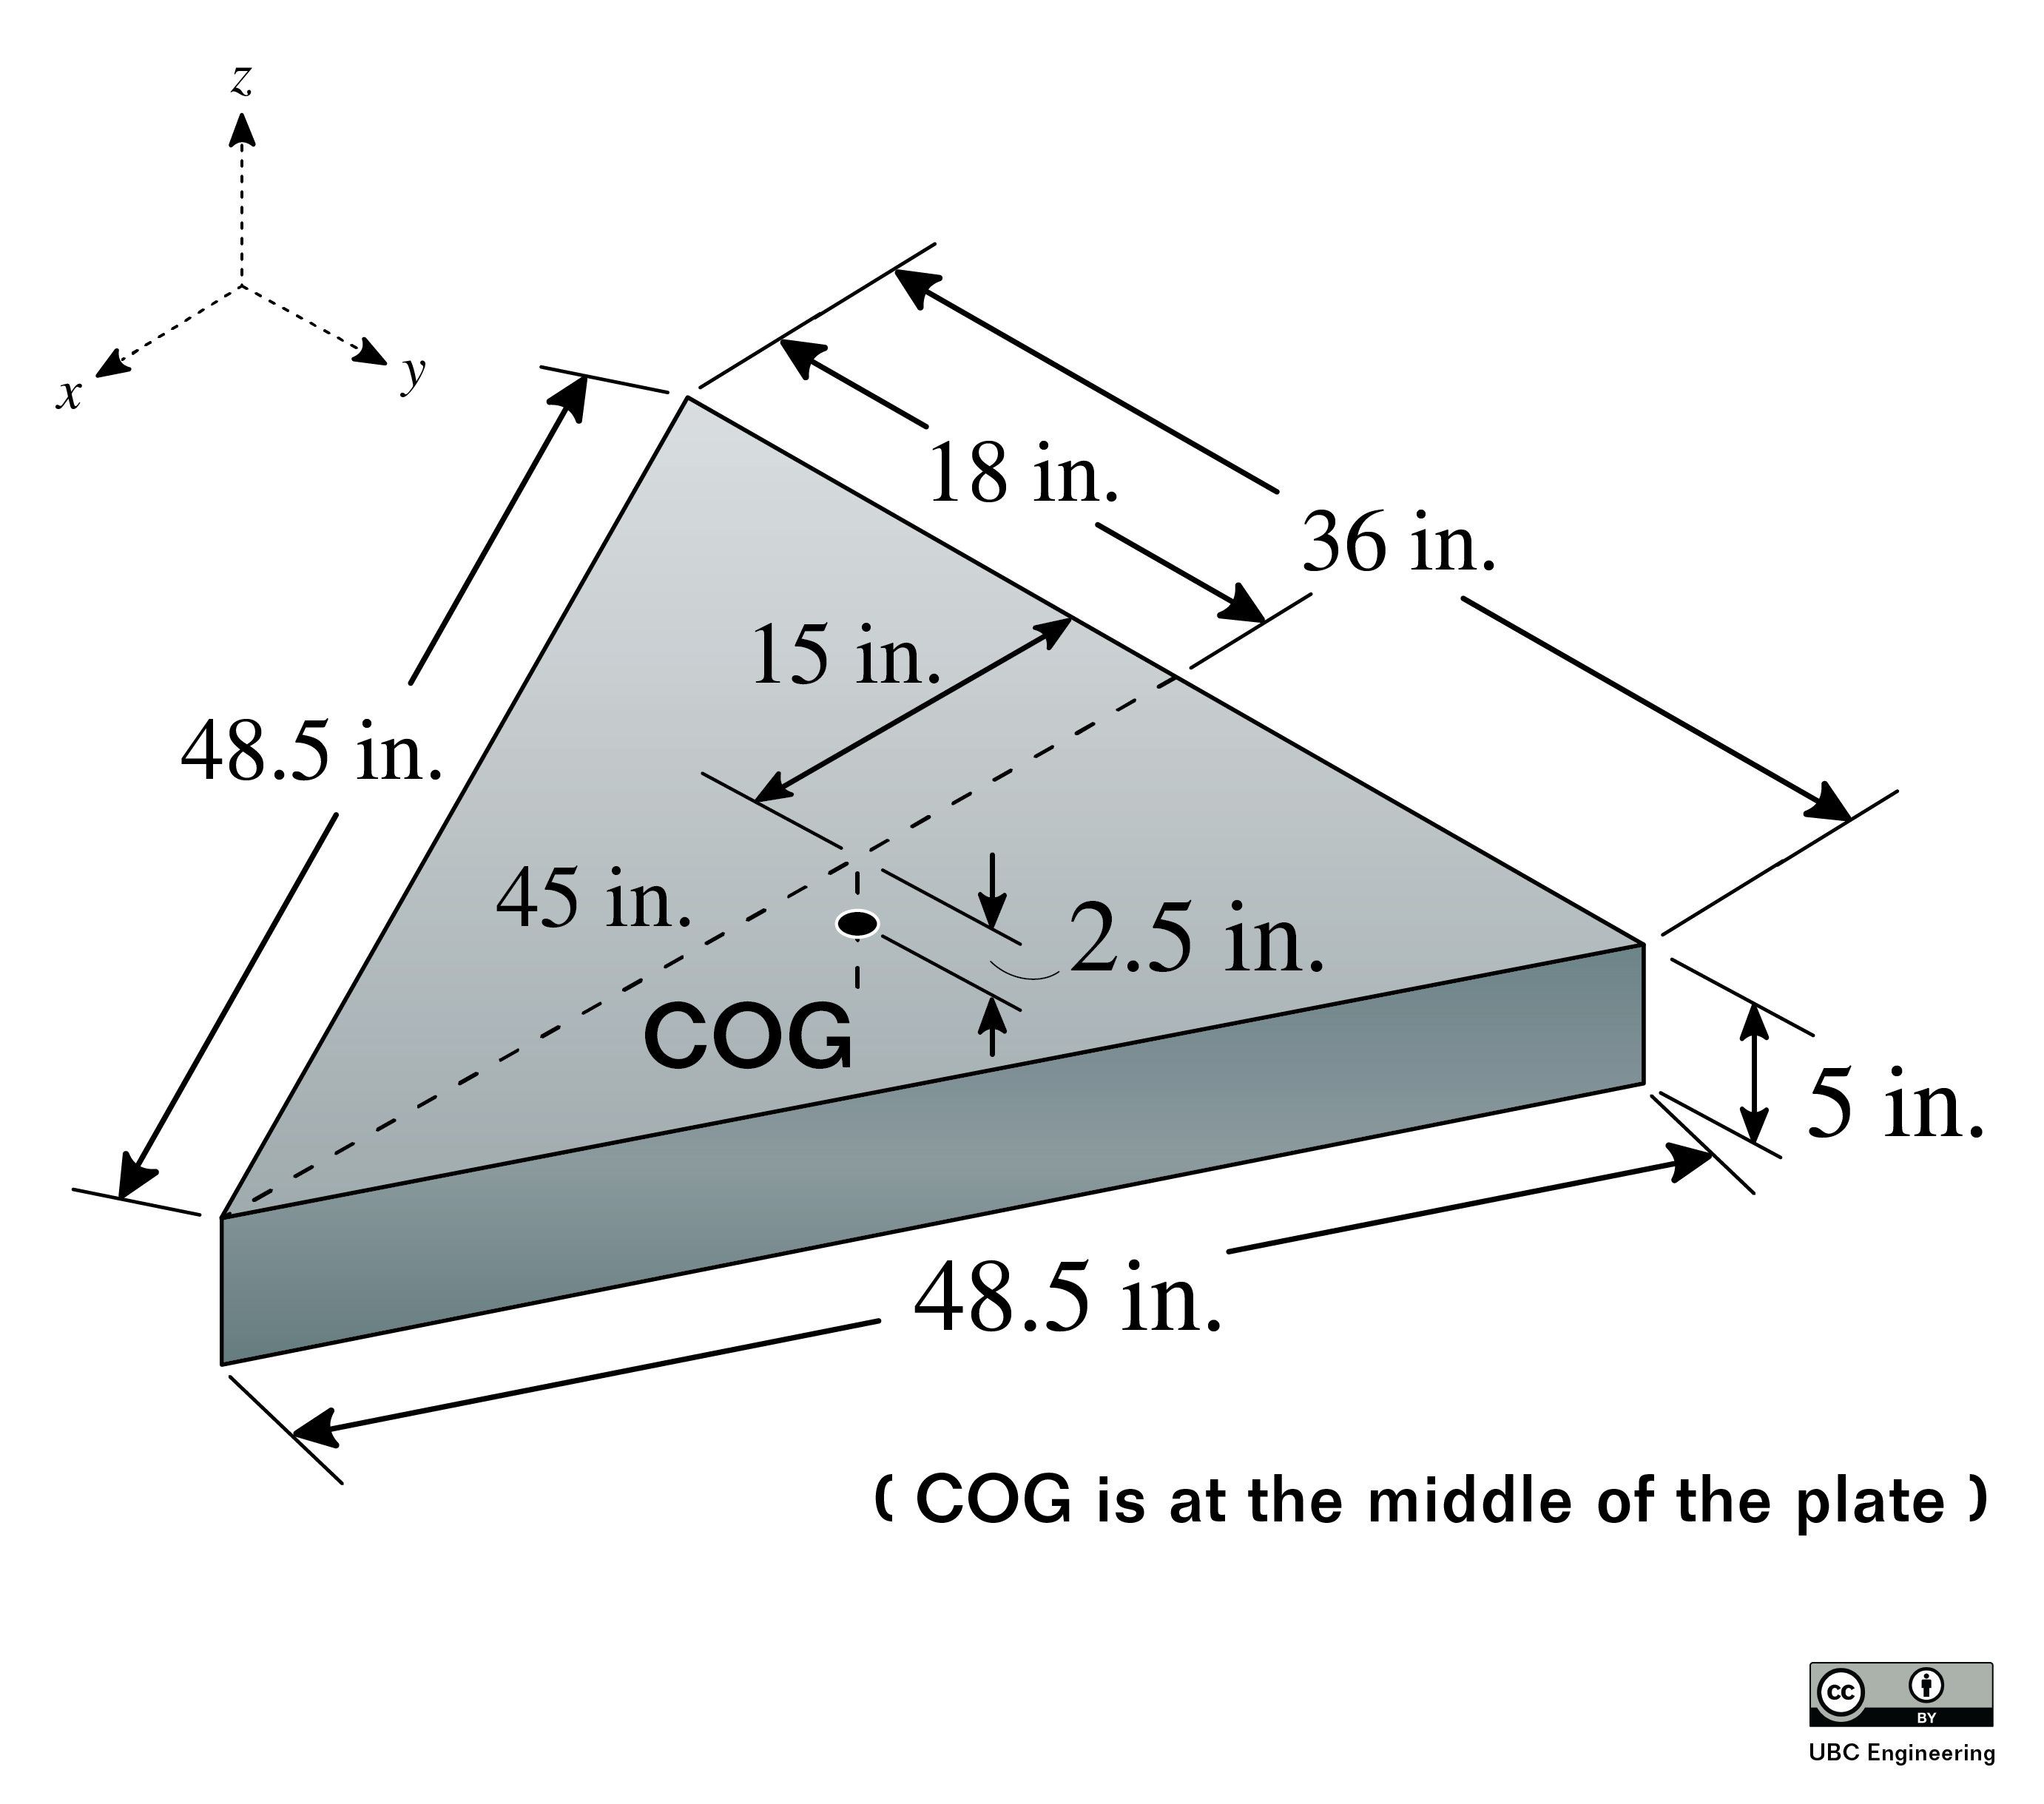 z
x
y
18 in.
36 in.
15 in.
48.5 in.
45 in.
2.5 in.
COG
5 in.
48.5 in.
( COG is at the middle of the plate )
CC
BY
UBC Engineering